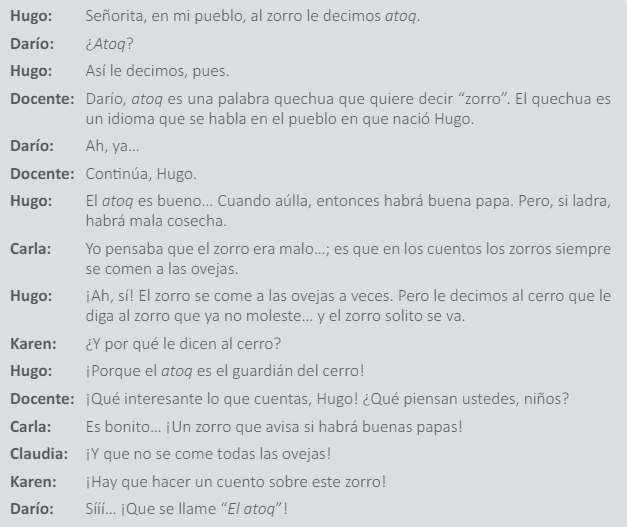 Hugo: Señorita, en mi pueblo, al zorro le decimos atoq.
Darío: ¿Atoq?
Hugo: Así le decimos, pues.
Docente: Darío, atoq es una palabra quechua que quiere decir “zorro”. El quechua es
un idioma que se habla en el pueblo en que nació Hugo.
Darío: Ah, ya...
Docente: Continúa, Hugo.
Hugo: El atoq es bueno... Cuando aúlla, entonces habrá buena papa. Pero, si ladra,
habrá mala cosecha.
Carla: Yo pensaba que el zorro era malo...; es que en los cuentos los zorros siempre
se comen a las ovejas.
Hugo: ¡Ah, sí! El zorro se come a las ovejas a veces. Pero le decimos al cerro que le
diga al zorro que ya no moleste... y el zorro solito se va.
Karen: ¿Y por qué le dicen al cerro?
Hugo: ¡Porque el atoq es el guardián del cerro!
Docente: ¡Qué interesante lo que cuentas, Hugo! ¿Qué piensan ustedes, niños?
Carla: Es bonito... ¡Un zorro que avisa si habrá buenas papas!
Claudia: ¡Y que no se come todas las ovejas!
Karen: ¡Hay que hacer un cuento sobre este zorro!
Darío: Sííí... ¡Que se llame “El atoq”!